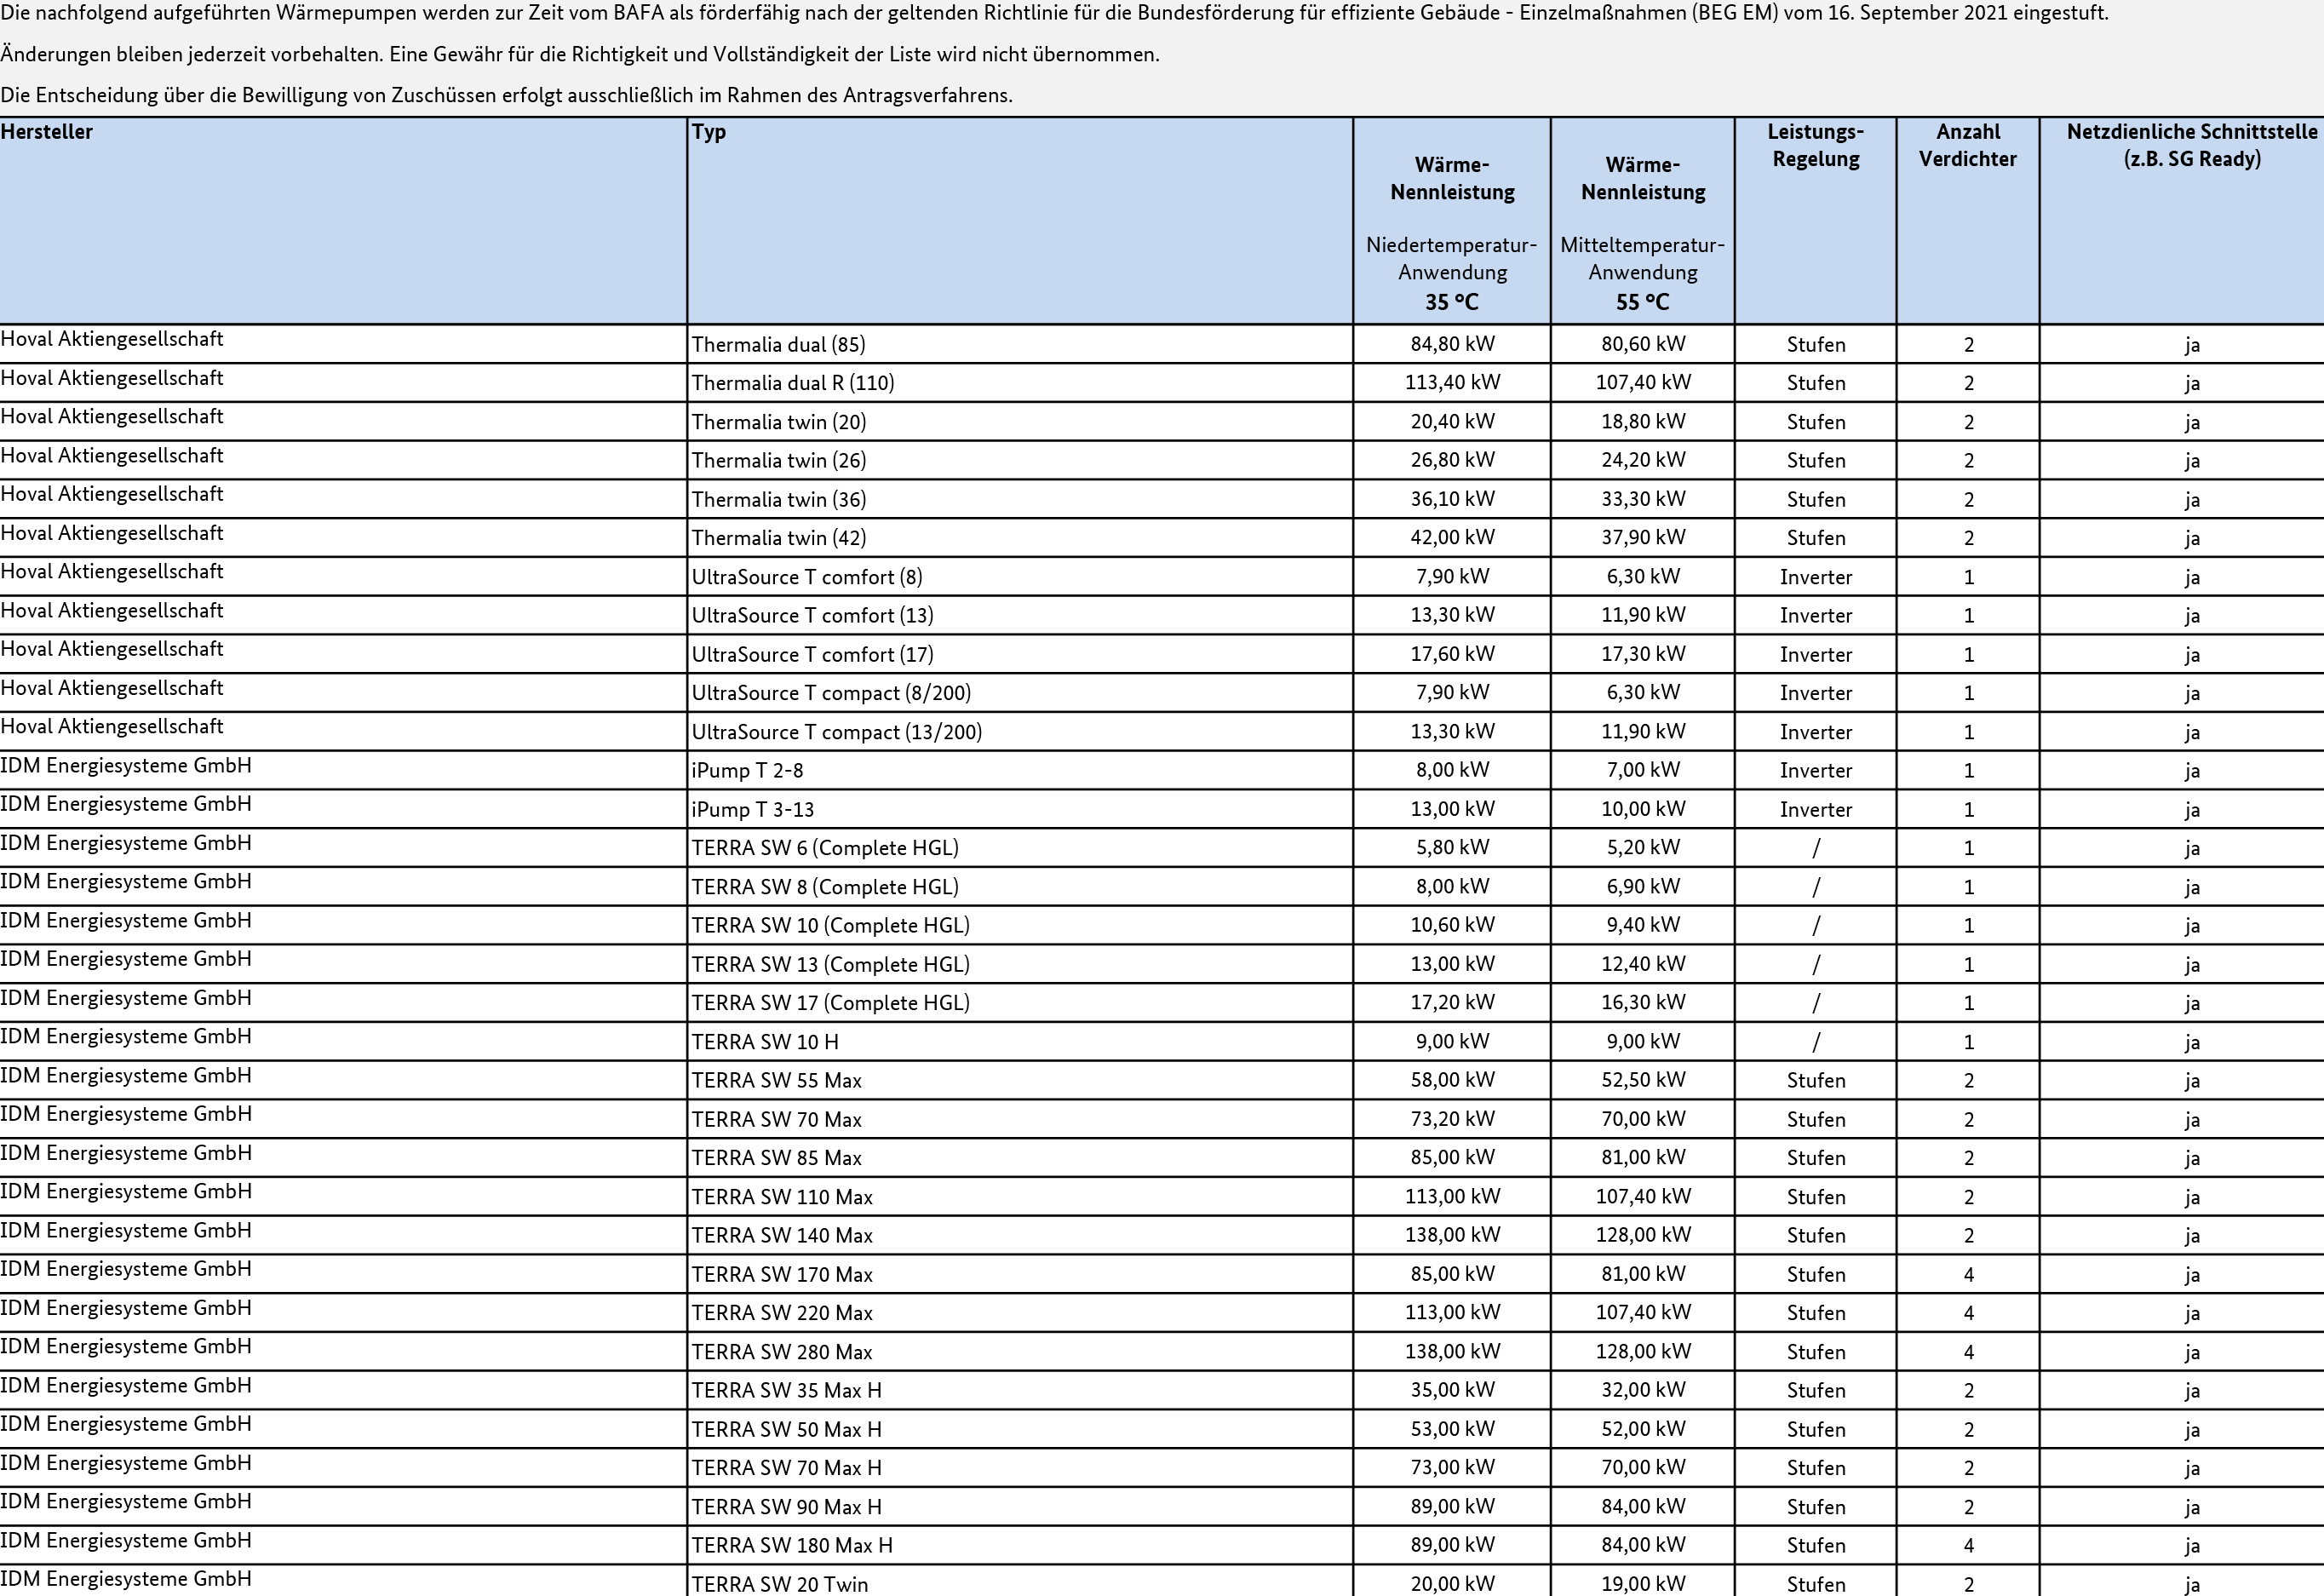 Die nachfolgend aufgeführten Wärmepumpen werden zur Zeit vom BAFA als förderfähig nach der geltenden Richtlinie für die Bundesförderung für effiziente Gebäude - Einzelmaßnahmen (BEG EM) vom 16. September 2021 eingestuft.
Änderungen bleiben jederzeit vorbehalten. Eine Gewähr für die Richtigkeit und Vollständigkeit der Liste wird nicht übernommen.
Die Entscheidung über die Bewilligung von Zuschüssen erfolgt ausschließlich im Rahmen des Antragsverfahrens.
Hersteller
Typ
Wärme-
Nennleistung
Niedertemperatur-
Anwendung
35 °C
Wärme-
Nennleistung
Mitteltemperatur-
Anwendung
55 °C
Leistungs-
Regelung
Anzahl
Verdichter
Netzdienliche Schnittstelle
(z.B. SG Ready)
Hoval Aktiengesellschaft Thermalia dual (85) 84,80 kW 80,60 kW Stufen 2 ja
Hoval Aktiengesellschaft Thermalia dual R (110) 113,40 kW 107,40 kW Stufen 2 ja
Hoval Aktiengesellschaft Thermalia twin (20) 20,40 kW 18,80 kW Stufen 2 ja
Hoval Aktiengesellschaft Thermalia twin (26) 26,80 kW 24,20 kW Stufen 2 ja
Hoval Aktiengesellschaft Thermalia twin (36) 36,10 kW 33,30 kW Stufen 2 ja
Hoval Aktiengesellschaft Thermalia twin (42) 42,00 kW 37,90 kW Stufen 2 ja
Hoval Aktiengesellschaft UltraSource T comfort (8) 7,90 kW 6,30 kW Inverter 1 ja
Hoval Aktiengesellschaft UltraSource T comfort (13) 13,30 kW 11,90 kW Inverter 1 ja
Hoval Aktiengesellschaft UltraSource T comfort (17) 17,60 kW 17,30 kW Inverter 1 ja
Hoval Aktiengesellschaft UltraSource T compact (8/200) 7,90 kW 6,30 kW Inverter 1 ja
Hoval Aktiengesellschaft UltraSource T compact (13/200) 13,30 kW 11,90 kW Inverter 1 ja
IDM Energiesysteme GmbH iPump T 2-8 8,00 kW 7,00 kW Inverter 1 ja
IDM Energiesysteme GmbH iPump T 3-13 13,00 kW 10,00 kW Inverter 1 ja
IDM Energiesysteme GmbH TERRA SW 6 (Complete HGL) 5,80 kW 5,20 kW / 1 ja
IDM Energiesysteme GmbH TERRA SW 8 (Complete HGL) 8,00 kW 6,90 kW / 1 ja
IDM Energiesysteme GmbH TERRA SW 10 (Complete HGL) 10,60 kW 9,40 kW / 1 ja
IDM Energiesysteme GmbH TERRA SW 13 (Complete HGL) 13,00 kW 12,40 kW / 1 ja
IDM Energiesysteme GmbH TERRA SW 17 (Complete HGL) 17,20 kW 16,30 kW / 1 ja
IDM Energiesysteme GmbH TERRA SW 10 H 9,00 kW 9,00 kW / 1 ja
IDM Energiesysteme GmbH TERRA SW 55 Max 58,00 kW 52,50 kW Stufen 2 ja
IDM Energiesysteme GmbH TERRA SW 70 Max 73,20 kW 70,00 kW Stufen 2 ja
IDM Energiesysteme GmbH TERRA SW 85 Max 85,00 kW 81,00 kW Stufen 2 ja
IDM Energiesysteme GmbH TERRA SW 110 Max 113,00 kW 107,40 kW Stufen 2 ja
IDM Energiesysteme GmbH TERRA SW 140 Max 138,00 kW 128,00 kW Stufen 2 ja
IDM Energiesysteme GmbH TERRA SW 170 Max 85,00 kW 81,00 kW Stufen 4 ja
IDM Energiesysteme GmbH TERRA SW 220 Max 113,00 kW 107,40 kW Stufen 4 ja
IDM Energiesysteme GmbH TERRA SW 280 Max 138,00 kW 128,00 kW Stufen 4 ja
IDM Energiesysteme GmbH TERRA SW 35 Max H 35,00 kW 32,00 kW Stufen 2 ja
IDM Energiesysteme GmbH TERRA SW 50 Max H 53,00 kW 52,00 kW Stufen 2 ja
IDM Energiesysteme GmbH TERRA SW 70 Max H 73,00 kW 70,00 kW Stufen 2 ja
IDM Energiesysteme GmbH TERRA SW 90 Max H 89,00 kW 84,00 kW Stufen 2 ja
IDM Energiesysteme GmbH TERRA SW 180 Max H 89,00 kW 84,00 kW Stufen 4 ja
IDM Energiesysteme GmbH TERRA SW 20 Twin 20,00 kW 19,00 kW Stufen 2 ja